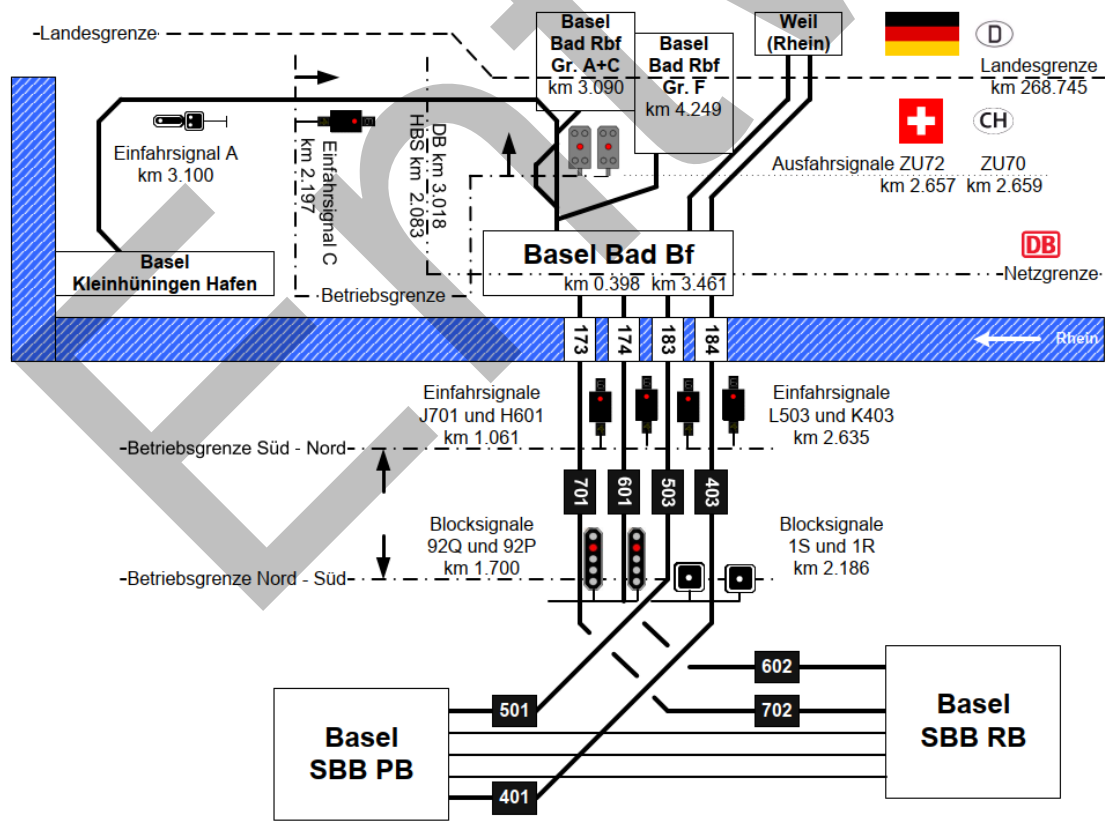 -Landesgrenze-
Basel
Bad Rbf
Gr. A+C
km 3.090
Basel
Bad Rbf
Gr. F
km 4.249
Weil
(Rhein)
D
Landesgrenze
km 268.745
CH
Einfahrsignal A
km 3.100
Einfahrsignal C
km 2.197
DB km 3.018
HBS km 2.083
Ausfahrsignale ZU72 ZU70
km 2.657 km 2.659
Basel
Kleinhüningen Hafen
-Betriebsgrenze
Basel Bad Bf
km 0.398 km 3.461
DB
-Netzgrenze-
173
174
183
184
Rhein
Einfahrsignale
J701 und H601
km 1.061
Einfahrsignale
L503 und K403
km 2.635
-Betriebsgrenze Süd - Nord-
701
601
503
403
Blocksignale
92Q und 92P
km 1.700
Blocksignale
1S und 1R
km 2.186
-Betriebsgrenze Nord - Süd-
602
501
702
401
Basel
SBB PB
Basel
SBB RB
Entw